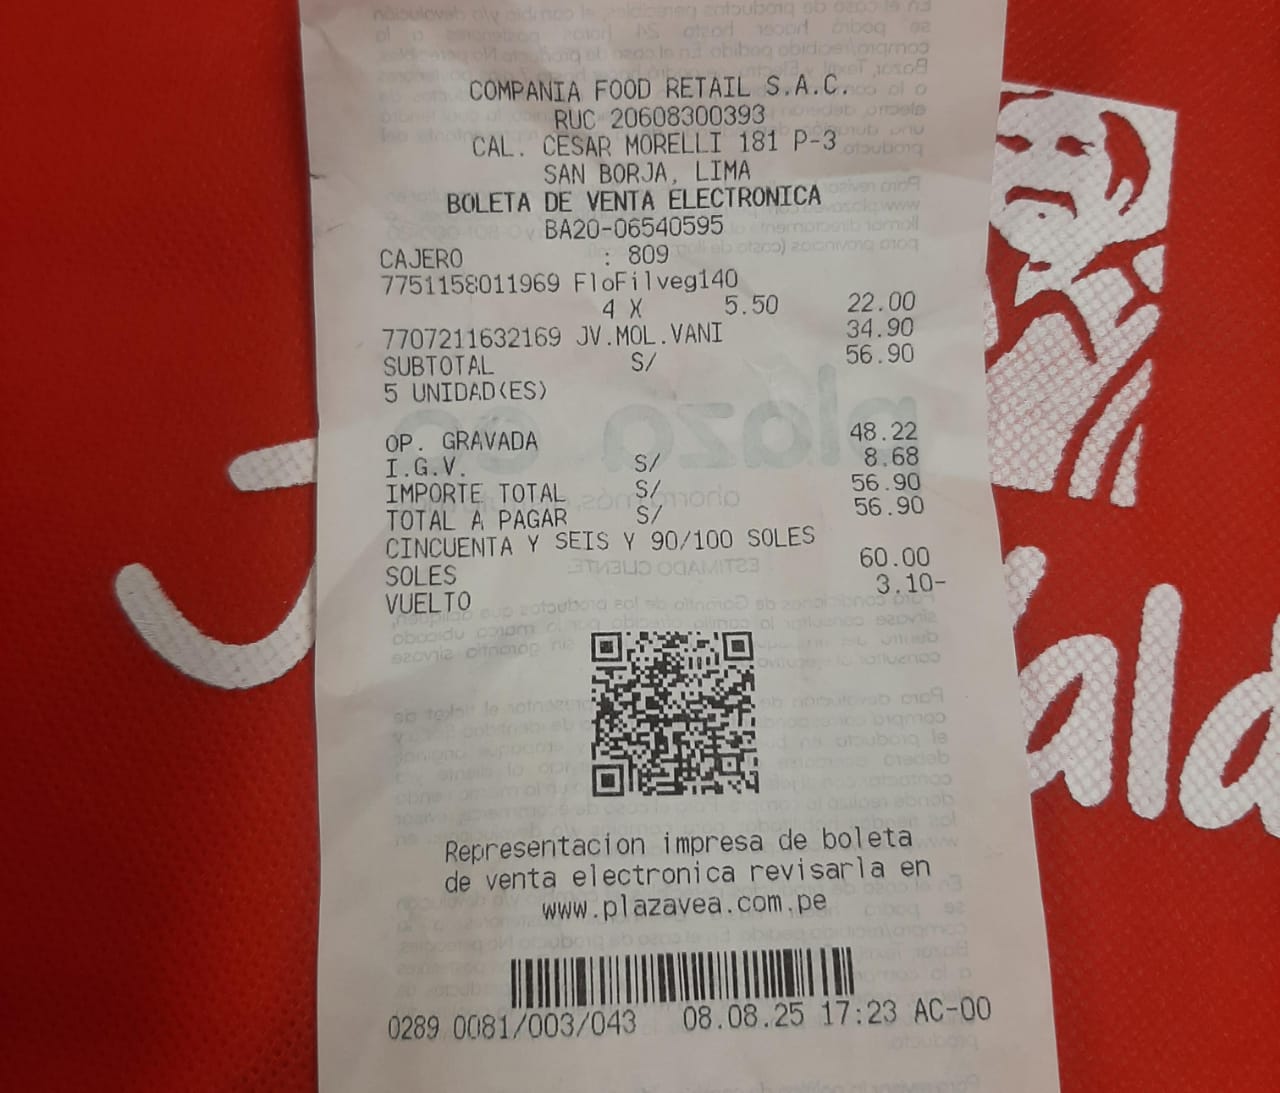 COMPANIA FOOD RETAIL S.A.C.
RUC 20608300393
CAL. CESAR MORELLI 181 P-3
SAN BORJA, LIMA
BOLETA DE VENTA ELECTRONICA
BA20-06540595
CAJERO : 809
7751158011969 FloFilveg140
4 X 5.50 22.00
7707211632169 JV.MOL.VANI 34.90
SUBTOTAL S/ 56.90
5 UNIDAD(ES)
OP. GRAVADA 48.22
I.G.V. S/ 8.68
IMPORTE TOTAL S/ 56.90
TOTAL A PAGAR S/ 56.90
CINCUENTA Y SEIS Y 90/100 SOLES
SOLES 60.00
VUELTO 3.10-
Representacion impresa de boleta
de venta electronica revisarla en
www.plazavea.com.pe
0289 0081/003/043 08.08.25 17:23 AC-00